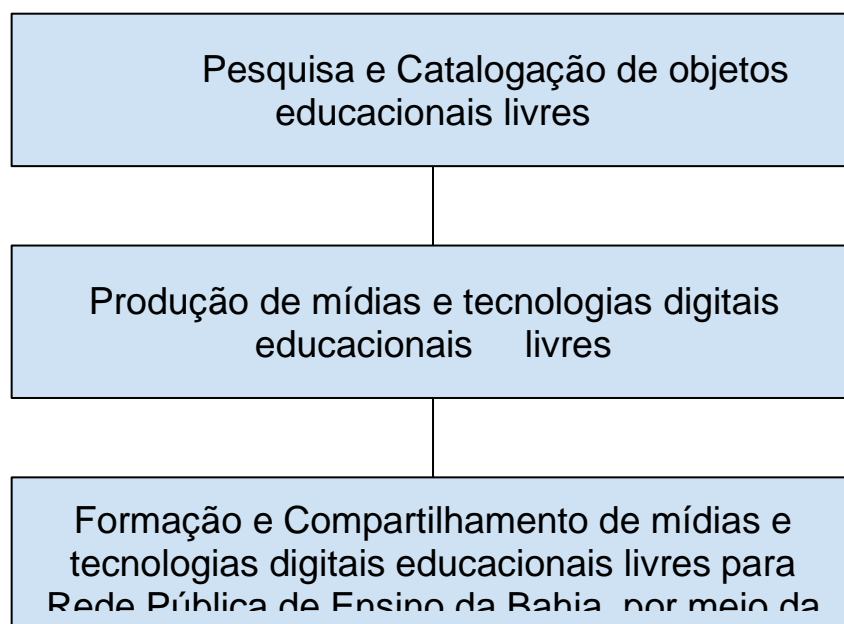 Pesquisa e Catalogação de objetos
educacionais livres
Produção de mídias e tecnologias digitais
educacionais livres
Formação e Compartilhamento de mídias e
tecnologias digitais educacionais livres para
Rede Pública de Ensino da Bahia, por meio da